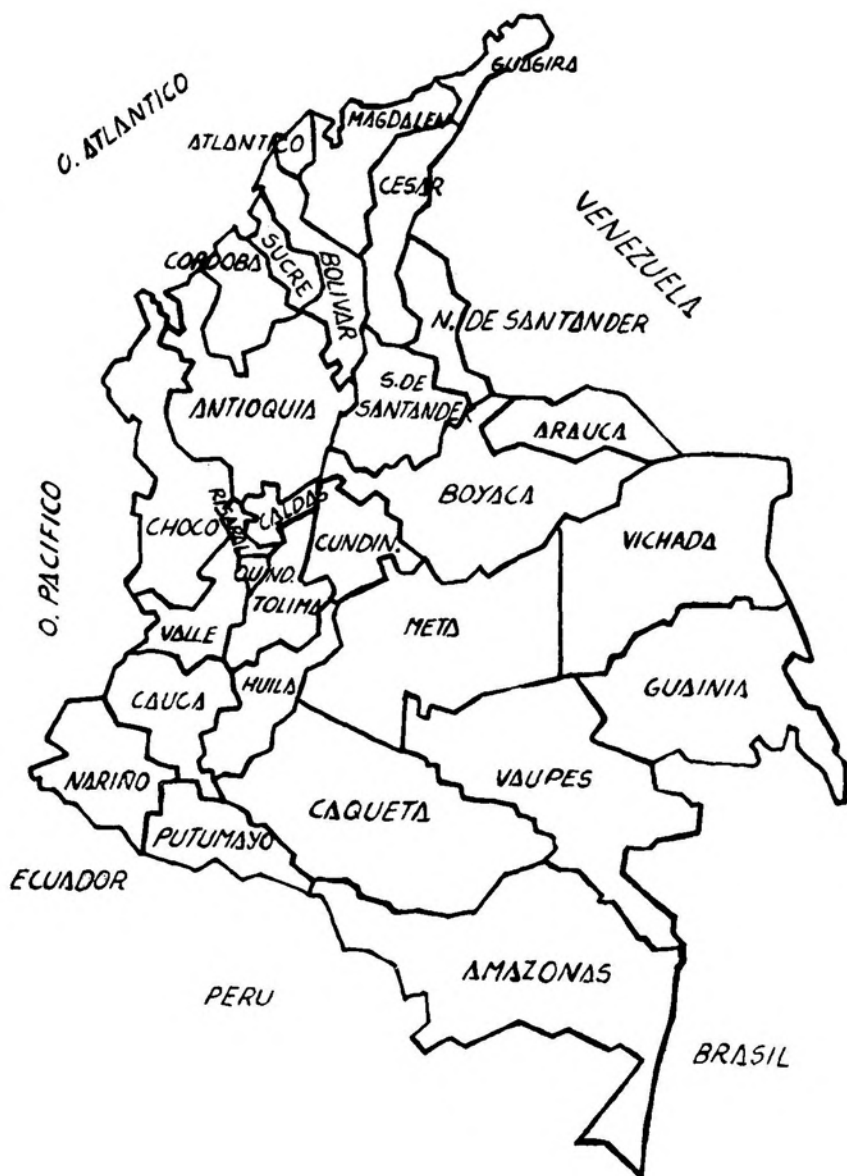 GUAGIRA
O. ATLANTICO
MAGDALEN
ATLANTICO
CESAR
VENEZUELA
SUCRE
CORDOBA
BOLIVAR
N. DE SANTANDER
S. DE
SANTANDER
ANTIOQUIA
ARAUCA
BOYACA
O. PACIFICO
CHOCO
CALDAS
CUNDIN.
VICHADA
QUIND.
TOLIMA
VALLE
META
HUILA
CAUCA
GUAINIA
NARIÑO
VAUPES
CAQUETA
PUTUMAYO
ECUADOR
AMAZONAS
PERU
BRASIL